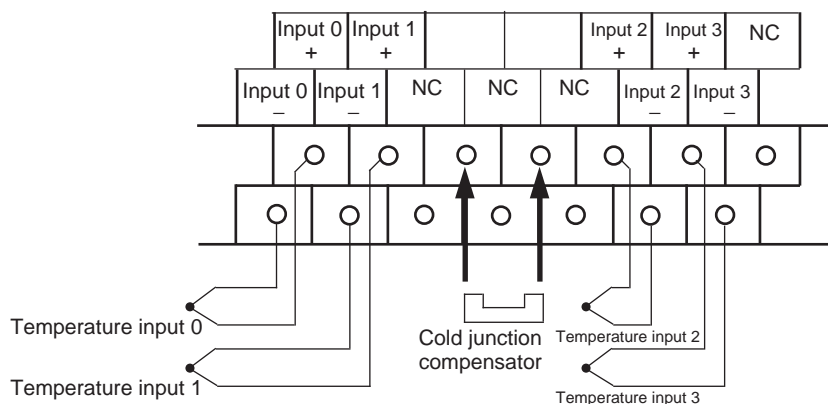 Input 0 Input 1 Input 2 Input 3 NC
+ + + +
Input 0 Input 1 NC NC NC Input 2 Input 3
– – – –
Temperature input 0
Cold junction
compensator
Temperature input 2
Temperature input 1
Temperature input 3